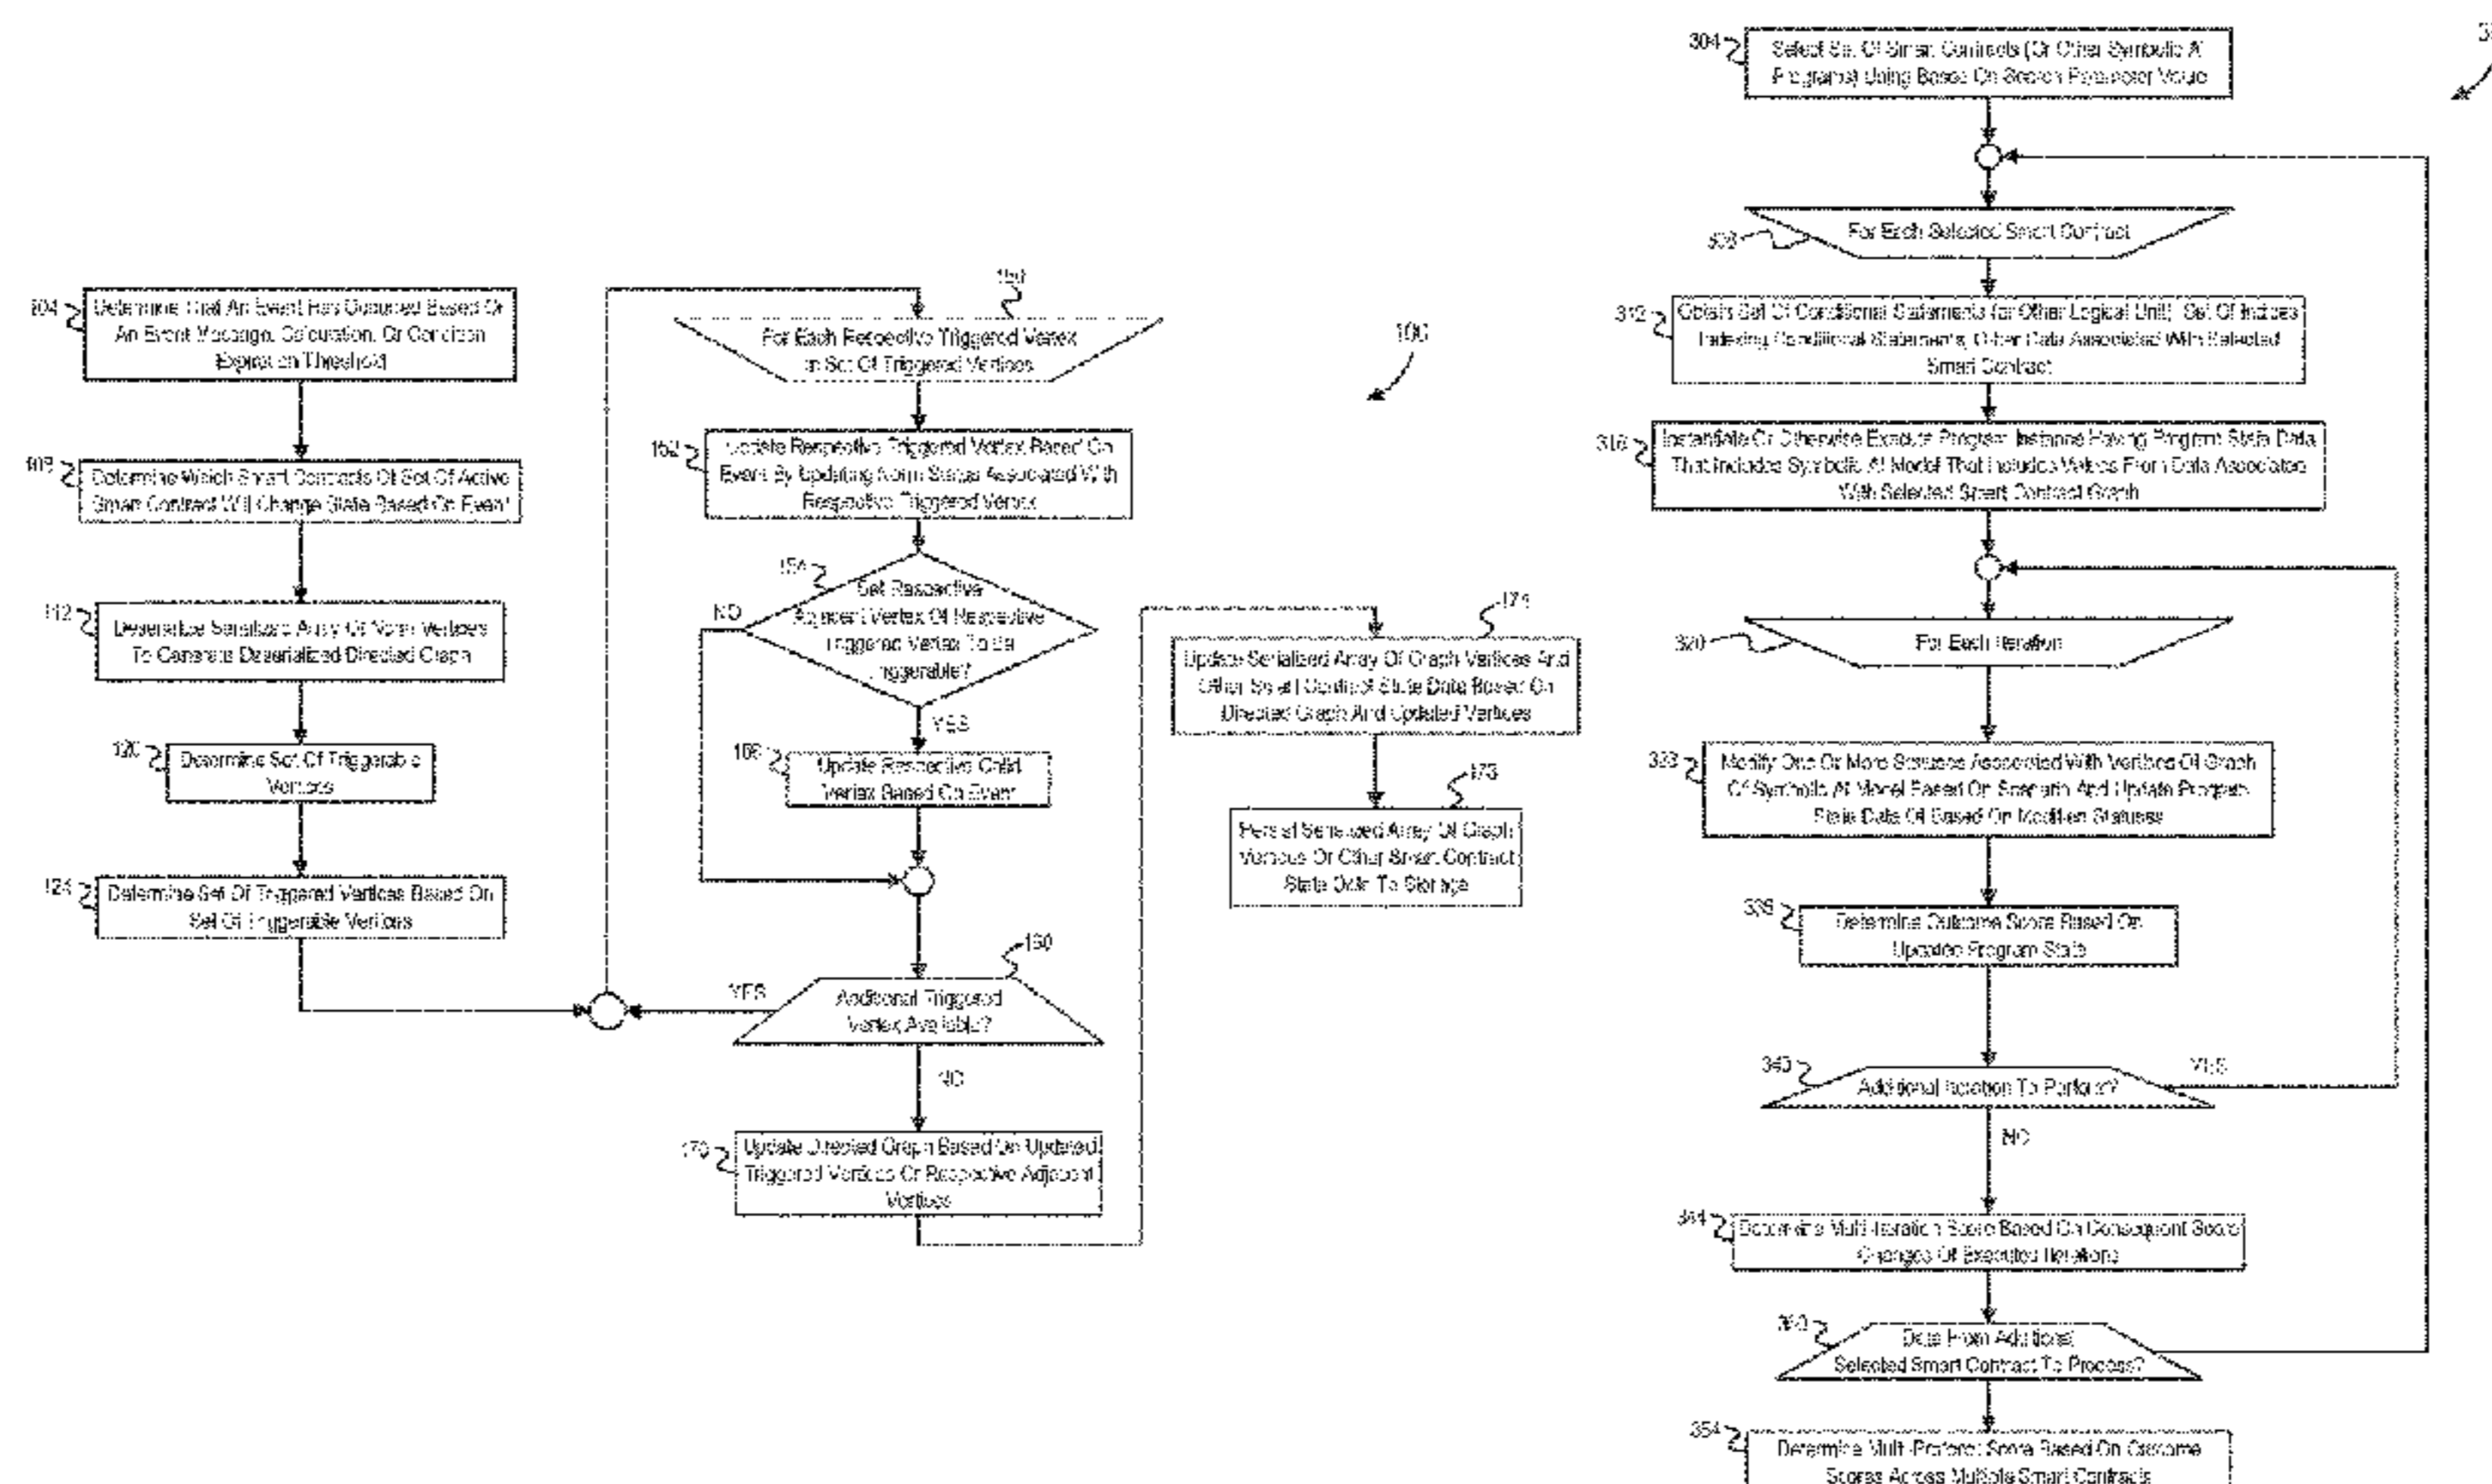 104
Determine That An Event Has Occurred Based On
An Event Message, Calculation, Or Condition
Expiration Threshold
108
Determine Which Smart Contracts Of Set Of Active
Smart Contract Will Change State Based On Event
112
Deserialize Serialized Array Of Norm Vertices
To Generate Deserialized Directed Graph
120
Determine Set Of Triggerable
Vertices
124
Determine Set Of Triggered Vertices Based On
Set Of Triggerable Vertices
150
For Each Respective Triggered Vertex
In Set Of Triggered Vertices
152
Update Respective Triggered Vertex Based On
Event By Updating Norm Status Associated With
Respective Triggered Vertex
154
Set Respective
Adjacent Vertex Of Respective
Triggered Vertex To Be
Triggerable?
NO
YES
Update Respective Child
Vertex Based On Event
160
Additional Triggered
Vertex Available?
YES
NO
170
Update Directed Graph Based On Updated
Triggered Vertices Or Respective Adjacent
Vertices
174
Update Serialized Array Of Graph Vertices And
Other Smart Contract State Data Based On
Directed Graph And Updated Vertices
Persist Serialized Array Of Graph
Vertices Or Other Smart Contract
State Data To Storage
100
304
Select Set Of Smart Contracts (Or Other Symbolic AI
Programs) Using Based On Search Parameter Value
308
For Each Selected Smart Contract
312
Obtain Set Of Conditional Statements (or Other Logical Unit), Set Of Indices
Indexing Conditional Statements, Other Data Associated With Selected
Smart Contract
316
Instantiate Or Otherwise Execute Program Instance Having Program State Data
That Includes Symbolic AI Model That Includes Values From Data Associated
With Selected Smart Contract Graph
320
For Each Iteration
Modify One Or More Statuses Associated With Vertices Of Graph
Of Symbolic AI Model Based On Scenario And Update Program
State Data Of Based On Modified Statuses
Determine Outcome Score Based On
Updated Program State
340
Additional Iteration To Perform?
YES
NO
344
Determine Multi-Iteration Score Based On Consequent Score
Changes Of Executed Iterations
Data From Additional
Selected Smart Contract To Process?
354
Determine Multi-Protocol Score Based On Outcome
Scores Across Multiple Smart Contracts